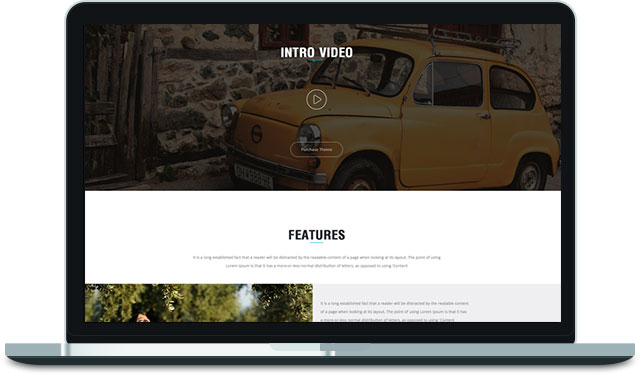 INTRO VIDEO
Purchase Theme
FEATURES
It is a long established fact that a reader will be distracted by the readable content of a page when looking at its layout. The point of using
Lorem Ipsum is that it has a more-or-less normal distribution of letters, as opposed to using 'Content
It is a long established fact that a reader will be distracted by the readable content
of a page when looking at its layout. The point of using Lorem Ipsum is that it has
a more-or-less normal distribution of letters, as opposed to using 'Content